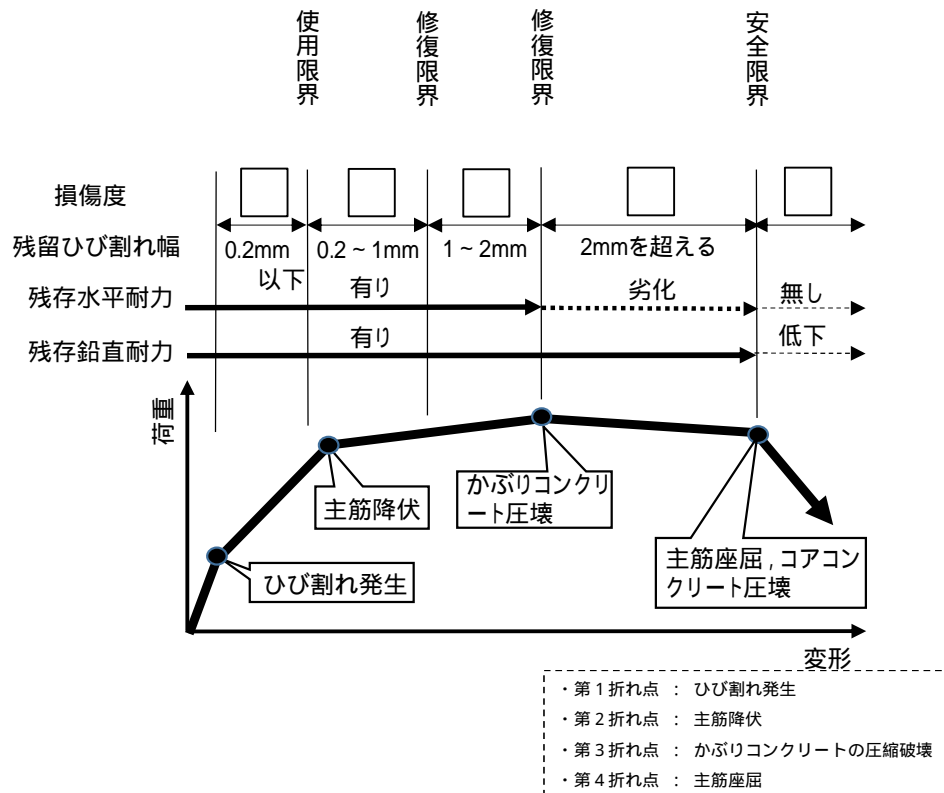 使用限界
修復限界
修復限界
安全限界
損傷度
残留ひび割れ幅
0.2mm
以下
0.2 ~ 1mm
1 ~ 2mm
2mmを超える
残存水平耐力
有り
劣化
無し
残存鉛直耐力
有り
低下
荷重
主筋降伏
かぶりコンクリ
ート圧壊
ひび割れ発生
主筋座屈 , コアコン
クリート圧壊
変形
・第１折れ点 : ひび割れ発生
・第２折れ点 : 主筋降伏
・第３折れ点 : かぶりコンクリートの圧縮破壊
・第４折れ点 : 主筋座屈